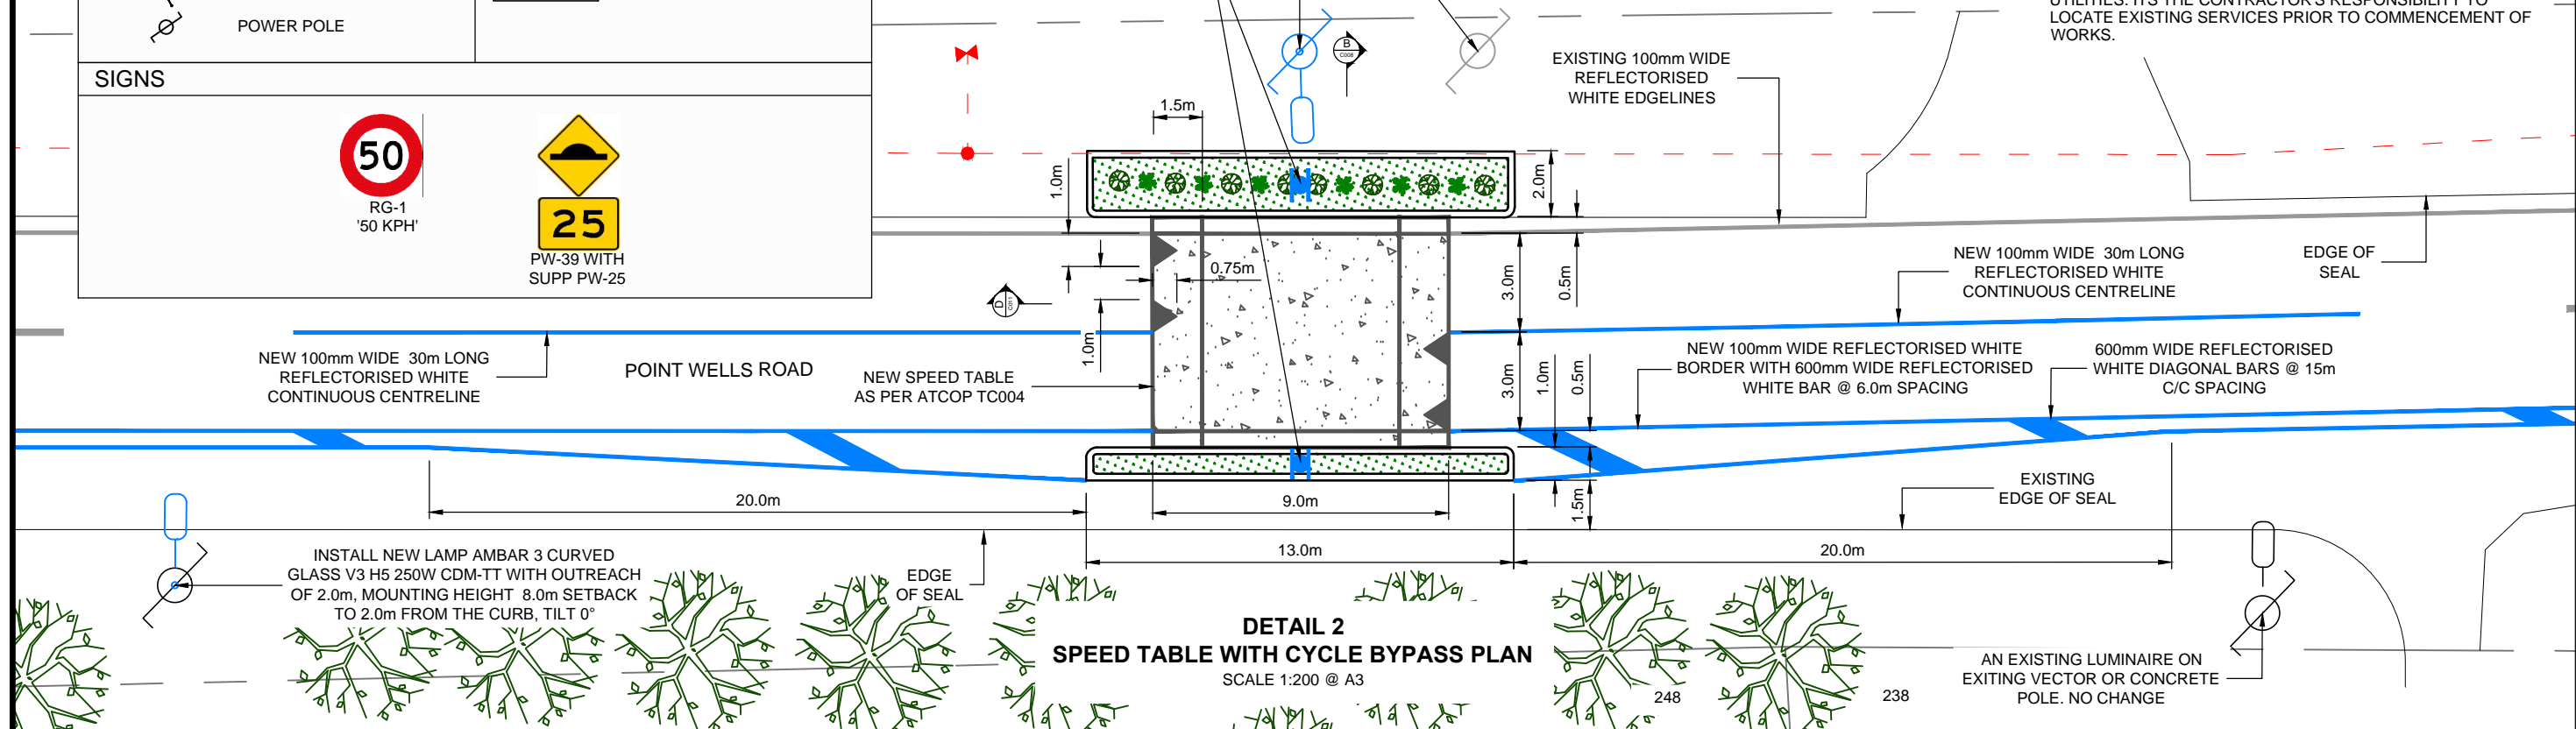 POWER POLE
SIGNS
50
RG-1
'50 KPH'
25
PW-39 WITH
SUPP PW-25
UTILITIES. ITS THE CONTRACTOR'S RESPONSIBILITY TO
LOCATE EXISTING SERVICES PRIOR TO COMMENCEMENT OF
WORKS.
B
C008
EXISTING 100mm WIDE
REFLECTORISED
WHITE EDGELINES
1.5m
1.0m
2.0m
0.75m
D
1.0m
3.0m
0.5m
NEW 100mm WIDE 30m LONG
REFLECTORISED WHITE
CONTINUOUS CENTRELINE
EDGE OF
SEAL
NEW 100mm WIDE 30m LONG
REFLECTORISED WHITE
CONTINUOUS CENTRELINE
POINT WELLS ROAD
NEW SPEED TABLE
AS PER ATCOP TC004
3.0m
1.0m
0.5m
NEW 100mm WIDE REFLECTORISED WHITE
BORDER WITH 600mm WIDE REFLECTORISED
WHITE BAR @ 6.0m SPACING
600mm WIDE REFLECTORISED
WHITE DIAGONAL BARS @ 15m
C/C SPACING
20.0m
9.0m
1.5m
EXISTING
EDGE OF SEAL
13.0m
20.0m
INSTALL NEW LAMP AMBAR 3 CURVED
GLASS V3 H5 250W CDM-TT WITH OUTREACH
OF 2.0m, MOUNTING HEIGHT 8.0m SETBACK
TO 2.0m FROM THE CURB, TILT 0°
EDGE
OF SEAL
DETAIL 2
SPEED TABLE WITH CYCLE BYPASS PLAN
SCALE 1:200 @ A3
248
238
AN EXISTING LUMINAIRE ON
EXITING VECTOR OR CONCRETE
POLE. NO CHANGE